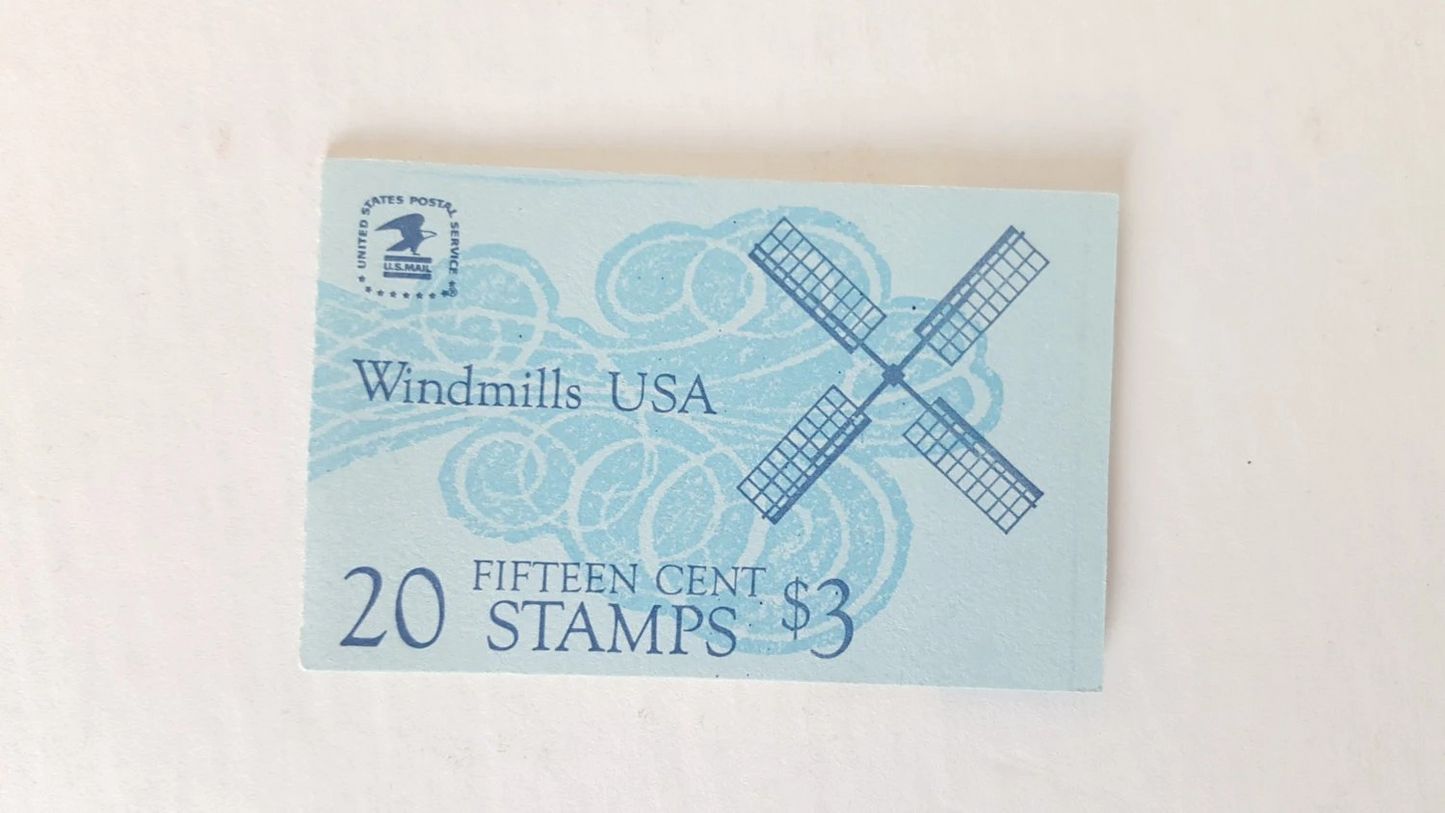 UNITED STATES POSTAL SERVICE ®
U.S.MAIL
Windmills USA
20 FIFTEEN CENT STAMPS $3